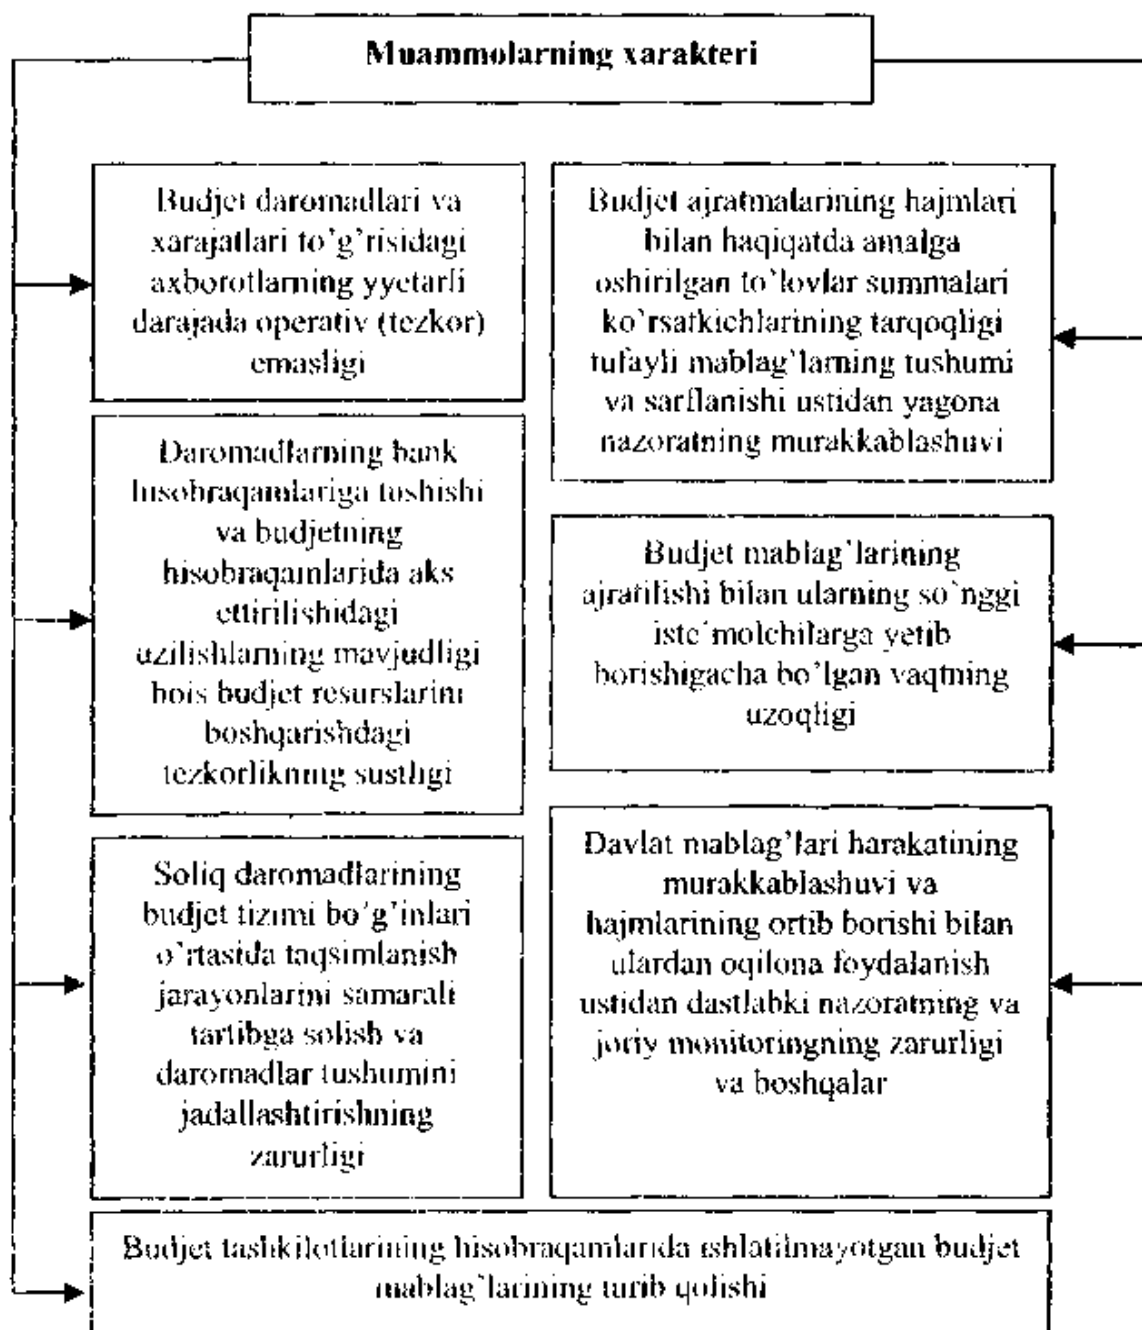 Muammolarning xarakteri
Budjet daromadlari va
xarajatlari to'g'risidagi
axborotlarning yyetarli
darajada operativ (tezkor)
emasligi
Daromadlarning bank
hisobraqamlariga tushishi
va budjetning
hisobraqamlarida aks
ettirilishidagi
uzilishlarning mavjudligi
bois budjet resurslarini
boshqarishdagi
tezkorlikning sustligi
Soliq daromadlarining
budjet tizimi bo'g'inlari
o'rtasida taqsimlanish
jarayonlarini samarali
tartibga solish va
daromadlar tushumini
jadallashtirishning
zarurligi
Budjet ajratmalarining hajmlari
bilan haqiqatda amalga
oshirilgan to`lovlar summalari
ko'rsatkichlarining tarqoqligi
tufayli mablag'larning tushumi
va sarflanishi ustidan yagona
nazoratning murakkablashuvi
Budjet mablag`larining
ajratilishi bilan ularning so`nggi
iste`molchilarga yetib
borishigacha bo'lgan vaqtning
uzoqligi
Davlat mablag'lari harakatining
murakkablashuvi va
hajmlarining ortib borishi bilan
ulardan oqilona foydalanish
ustidan dastlabki nazoratning va
joriy monitoringning zarurligi
va boshqalar
Budjet tashkilotlarining hisobraqamlarida ishlatilmayotgan budjet
mablag`larining turib qolishi